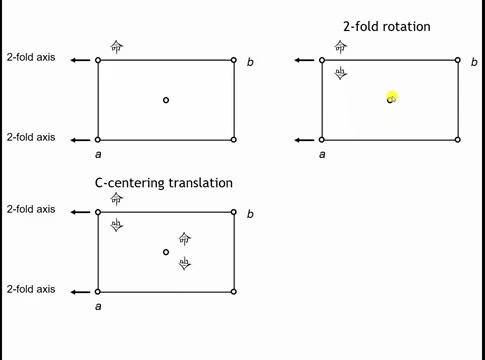 2-fold rotation
2-fold axis
b
b
2-fold axis
a
a
C-centering translation
2-fold axis
b
2-fold axis
a